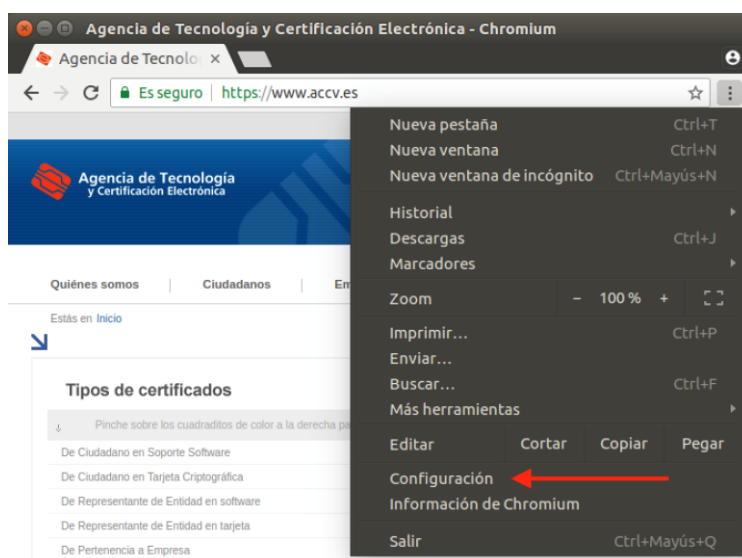 Agencia de Tecnología y Certificación Electrónica - Chromium
Agencia de Tecnolo
Es seguro | https://www.accv.es
Nueva pestaña Ctrl+T
Nueva ventana Ctrl+N
Nueva ventana de incógnito Ctrl+Mayús+N
Historial
Descargas Ctrl+J
Marcadores
Zoom - 100 % +
Imprimir... Ctrl+P
Enviar...
Buscar... Ctrl+F
Más herramientas
Editar Cortar Copiar Pegar
Configuración
Información de Chromium
Salir Ctrl+Mayús+Q
Agencia de Tecnología
y Certificación Electrónica
Quiénes somos | Ciudadanos | Em
Estás en Inicio
Tipos de certificados
Pinche sobre los cuadraditos de color a la derecha pa
De Ciudadano en Soporte Software
De Ciudadano en Tarjeta Criptográfica
De Representante de Entidad en software
De Representante de Entidad en tarjeta
De Pertenencia a Empresa